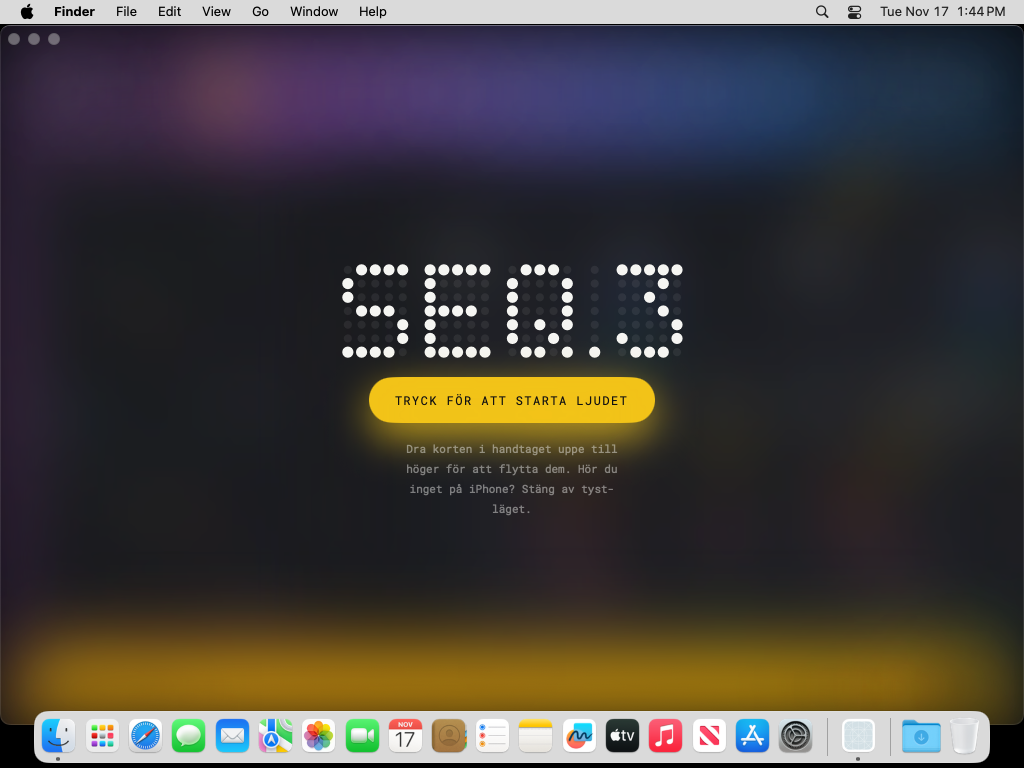 Finder File Edit View Go Window Help Tue Nov 17 1:44 PM
SEQ.3
TRYCK FÖR ATT STARTA LJUDET
Dra korten i handtaget uppe till
höger för att flytta dem. Hör du
inget på iPhone? Stäng av tyst-
läget.
NOV
17
tv